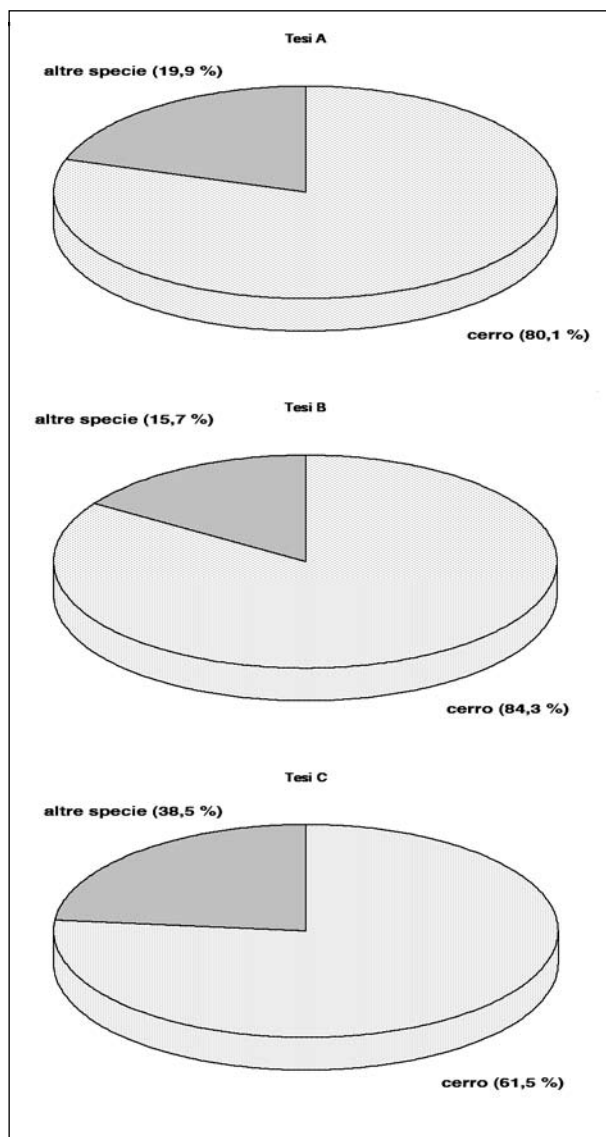 Tesi A
altre specie (19,9 %)
cerro (80,1 %)
Tesi B
altre specie (15,7 %)
cerro (84,3 %)
Tesi C
altre specie (38,5 %)
cerro (61,5 %)